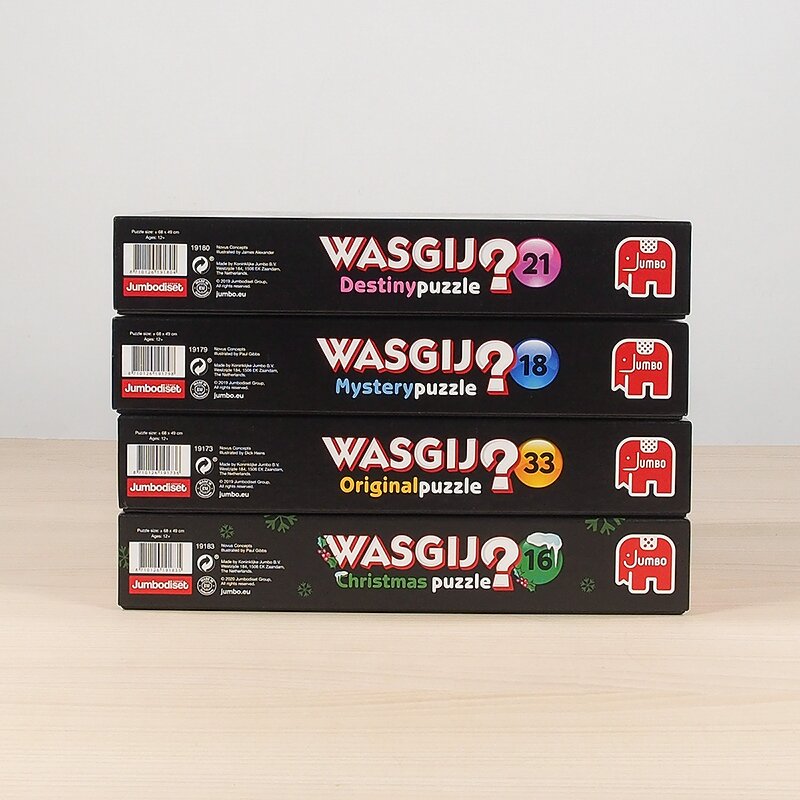 Puzzle size: ± 68 x 49 cm
Ages: 12+
19180
Novus Concepts
Illustrated by James Alexander
Made by Koninklijke Jumbo B.V.
Westzijde 184, 1506 EK Zaandam,
The Netherlands.
© 2019 Jumbodiset Group,
All rights reserved.
jumbo.eu
Jumbodiset
WASGIJ?
Destinypuzzle
21
JUMBO
Puzzle size: ± 68 x 49 cm
Ages: 12+
19179
Novus Concepts
Illustrated by Paul Gibbs
Made by Koninklijke Jumbo B.V.
Westzijde 184, 1506 EK Zaandam,
The Netherlands.
© 2019 Jumbodiset Group,
All rights reserved.
jumbo.eu
Jumbodiset
WASGIJ?
Mysterypuzzle
18
JUMBO
Puzzle size: ± 68 x 49 cm
Ages: 12+
19173
Novus Concepts
Illustrated by Dick Heins
Made by Koninklijke Jumbo B.V.
Westzijde 184, 1506 EK Zaandam,
The Netherlands.
© 2019 Jumbodiset Group,
All rights reserved.
jumbo.eu
Jumbodiset
WASGIJ?
Originalpuzzle
33
JUMBO
Puzzle size: ± 68 x 49 cm
Ages: 12+
19183
Novus Concepts
Illustrated by Paul Gibbs
Made by Koninklijke Jumbo B.V.
Westzijde 184, 1506 EK Zaandam,
The Netherlands.
© 2020 Jumbodiset Group,
All rights reserved.
jumbo.eu
Jumbodiset
WASGIJ?
Christmas puzzle
16
JUMBO